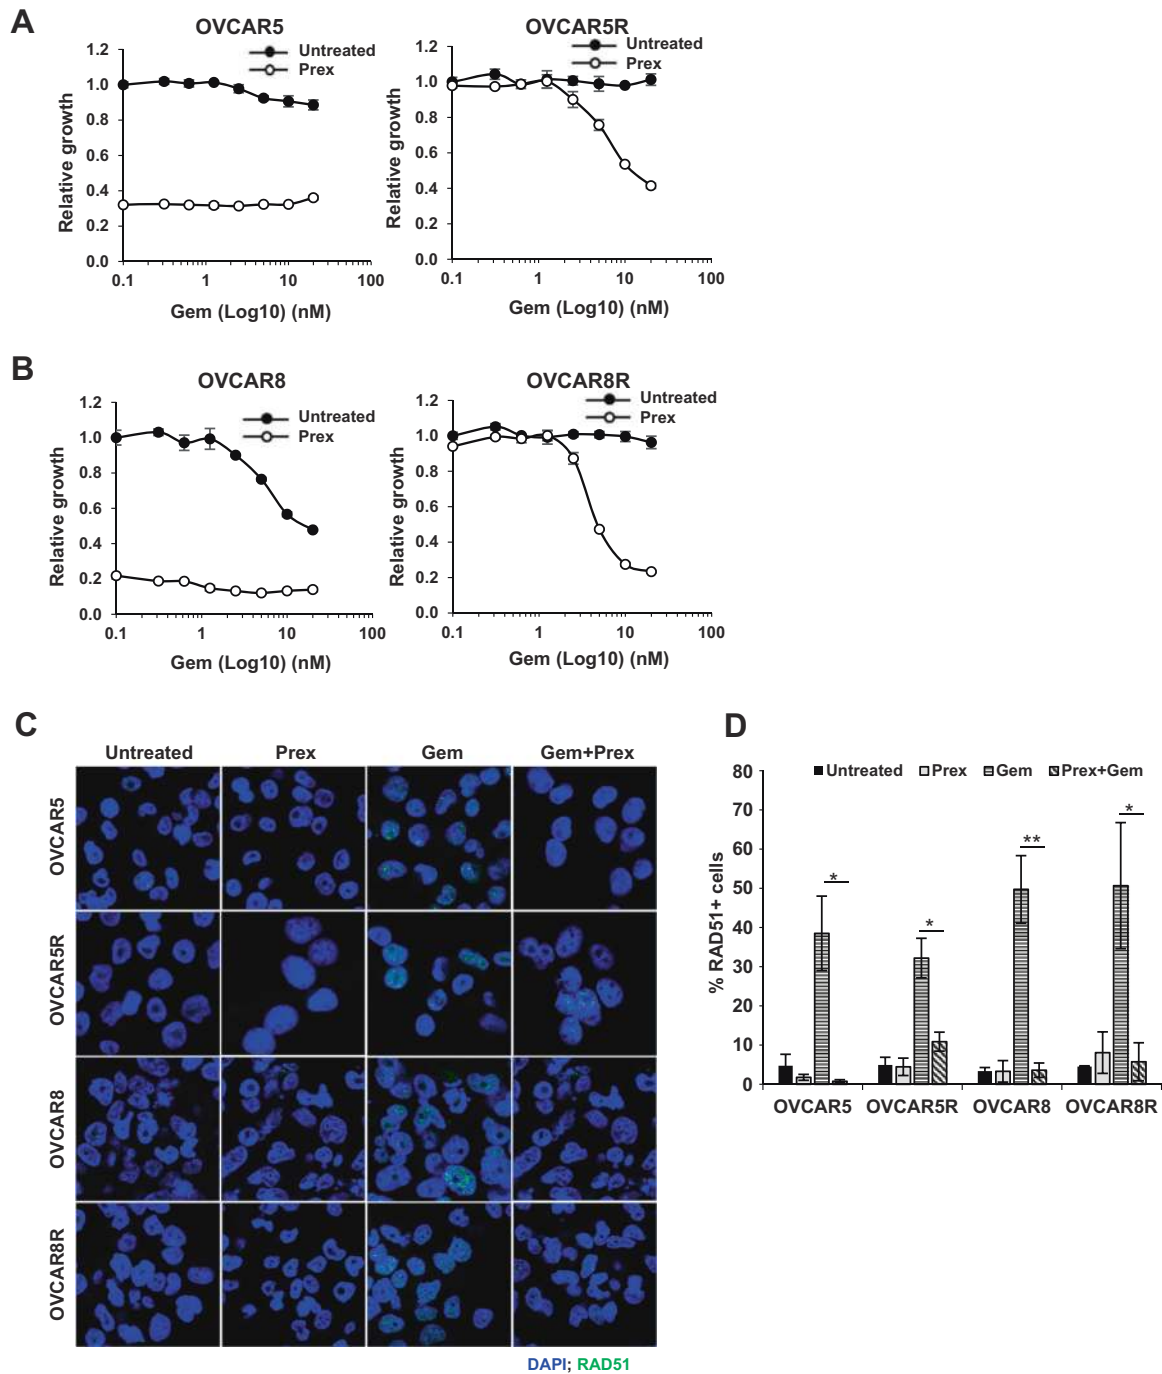 A
OVCAR5
Untreated
Prex
1.2
1.0
0.8
0.6
0.4
0.2
0.0
Relative growth
0.1 1 10 100
Gem (Log10) (nM)
OVCAR5R
Untreated
Prex
1.2
1.0
0.8
0.6
0.4
0.2
0.0
Relative growth
0.1 1 10 100
Gem (Log10) (nM)
B
OVCAR8
Untreated
Prex
1.2
1.0
0.8
0.6
0.4
0.2
0.0
Relative growth
0.1 1 10 100
Gem (Log10) (nM)
OVCAR8R
Untreated
Prex
1.2
1.0
0.8
0.6
0.4
0.2
0.0
Relative growth
0.1 1 10 100
Gem (Log10) (nM)
C
Untreated Prex Gem Gem+Prex
OVCAR5
OVCAR5R
OVCAR8
OVCAR8R
DAPI; RAD51
D
Untreated Prex Gem Prex+Gem
80
70
60
50
40
30
20
10
0
% RAD51+ cells
* * ** *
OVCAR5 OVCAR5R OVCAR8 OVCAR8R